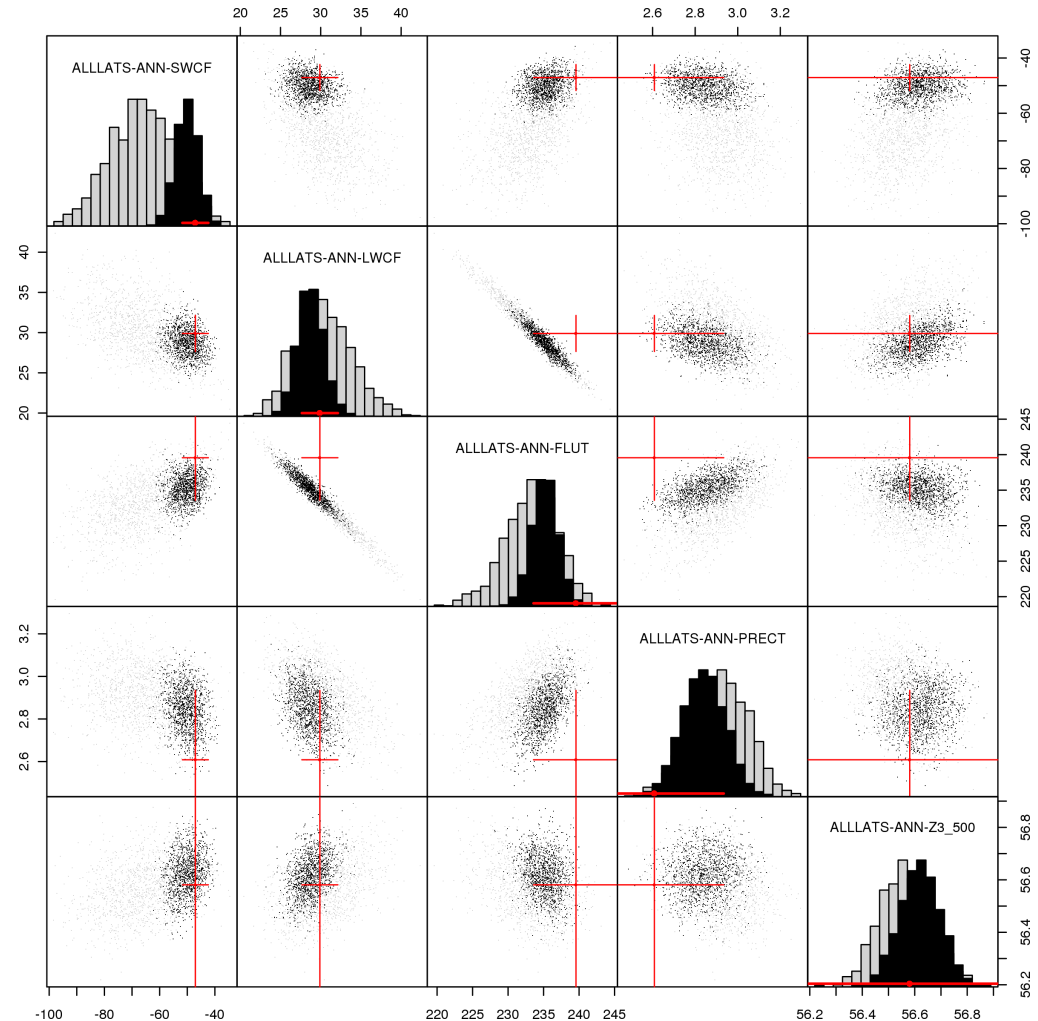 20 25 30 35 40 2.6 2.8 3.0 3.2
ALLLATS-ANN-SWCF
-100 -80 -60 -40
ALLLATS-ANN-LWCF
20 25 30 35 40
ALLLATS-ANN-FLUT
220 225 230 235 240 245
ALLLATS-ANN-PRECT
2.6 2.8 3.0 3.2
ALLLATS-ANN-Z3_500
56.2 56.4 56.6 56.8
-100 -80 -60 -40 220 225 230 235 240 245 56.2 56.4 56.6 56.8